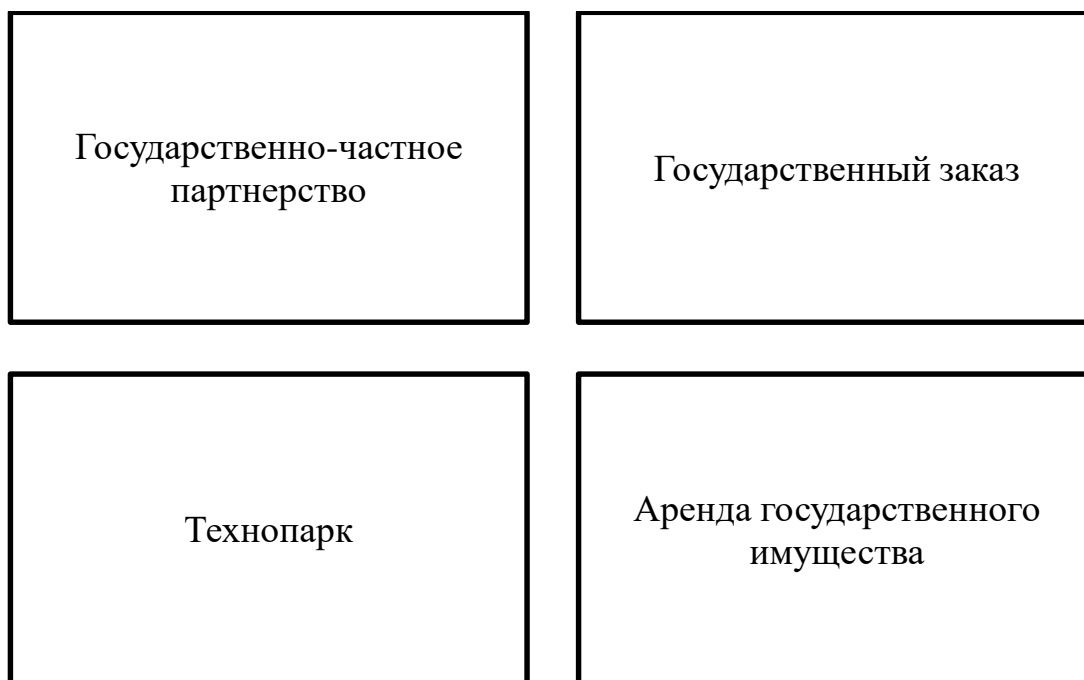 Государственно-частное
партнерство
Государственный заказ
Технопарк
Аренда государственного
имущества